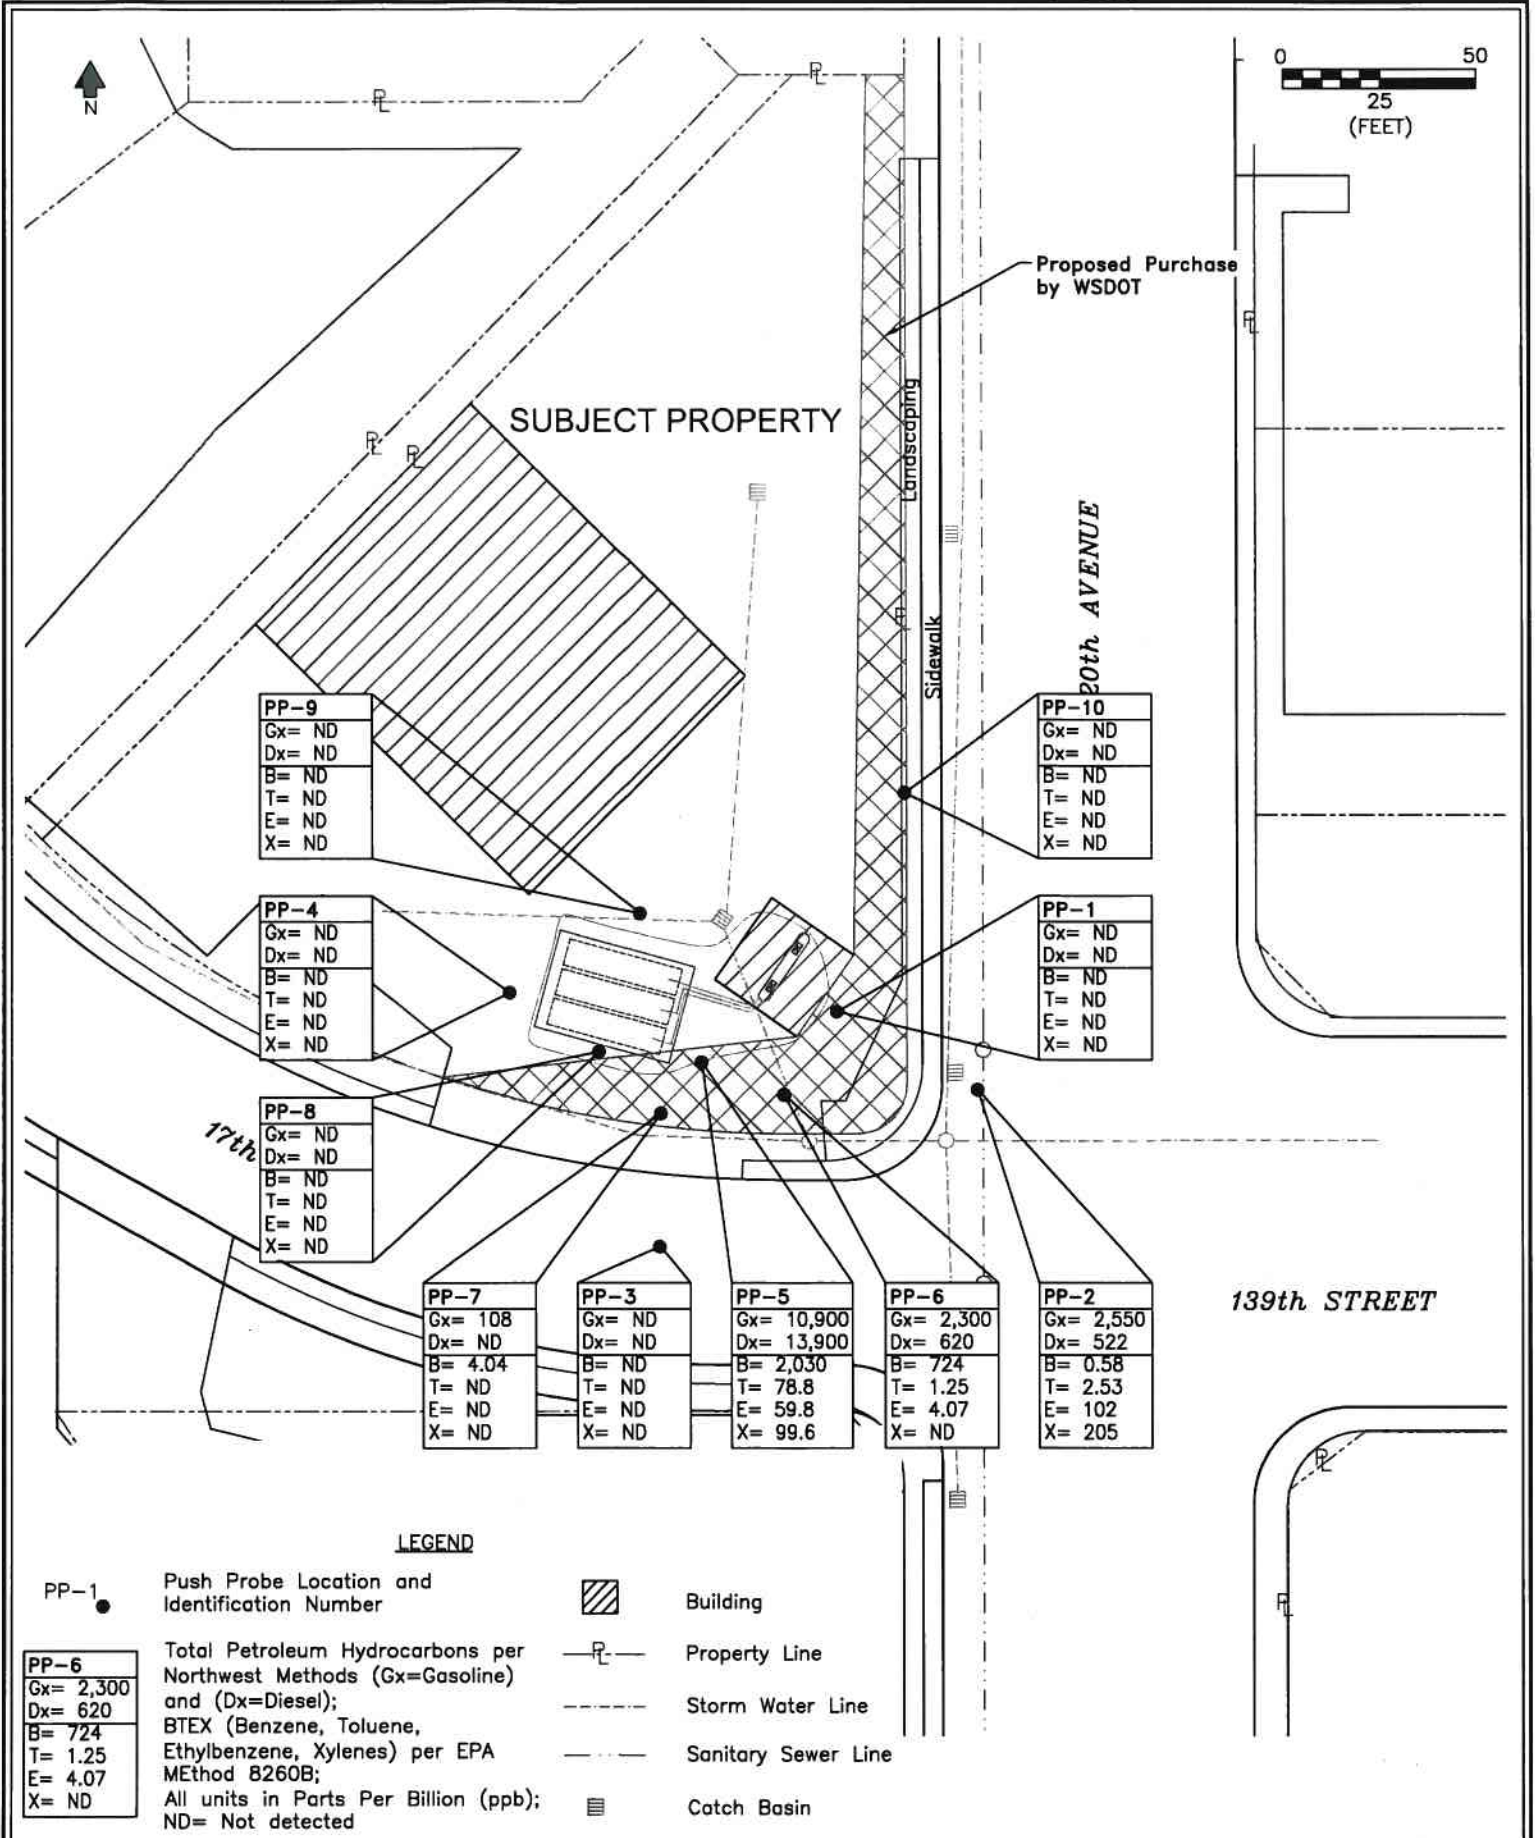 N
0 50
25
(FEET)
PL
PL
Proposed Purchase
by WSDOT
PL
SUBJECT PROPERTY
Landscaping
PL
PL
20th AVENUE
PL
Sidewalk
PP-9
Gx= ND
Dx= ND
B= ND
T= ND
E= ND
X= ND
PP-10
Gx= ND
Dx= ND
B= ND
T= ND
E= ND
X= ND
PP-4
Gx= ND
Dx= ND
B= ND
T= ND
E= ND
X= ND
PP-1
Gx= ND
Dx= ND
B= ND
T= ND
E= ND
X= ND
17th
PP-8
Gx= ND
Dx= ND
B= ND
T= ND
E= ND
X= ND
PP-7
Gx= 108
Dx= ND
B= 4.04
T= ND
E= ND
X= ND
PP-3
Gx= ND
Dx= ND
B= ND
T= ND
E= ND
X= ND
PP-5
Gx= 10,900
Dx= 13,900
B= 2,030
T= 78.8
E= 59.8
X= 99.6
PP-6
Gx= 2,300
Dx= 620
B= 724
T= 1.25
E= 4.07
X= ND
PP-2
Gx= 2,550
Dx= 522
B= 0.58
T= 2.53
E= 102
X= 205
139th STREET
PL
PL
LEGEND
PP-1
Push Probe Location and
Identification Number
PP-6
Gx= 2,300
Dx= 620
B= 724
T= 1.25
E= 4.07
X= ND
Total Petroleum Hydrocarbons per
Northwest Methods (Gx=Gasoline)
and (Dx=Diesel);
BTEX (Benzene, Toluene,
Ethylbenzene, Xylenes) per EPA
MEthod 8260B;
All units in Parts Per Billion (ppb);
ND= Not detected
Building
PL
Property Line
Storm Water Line
Sanitary Sewer Line
Catch Basin